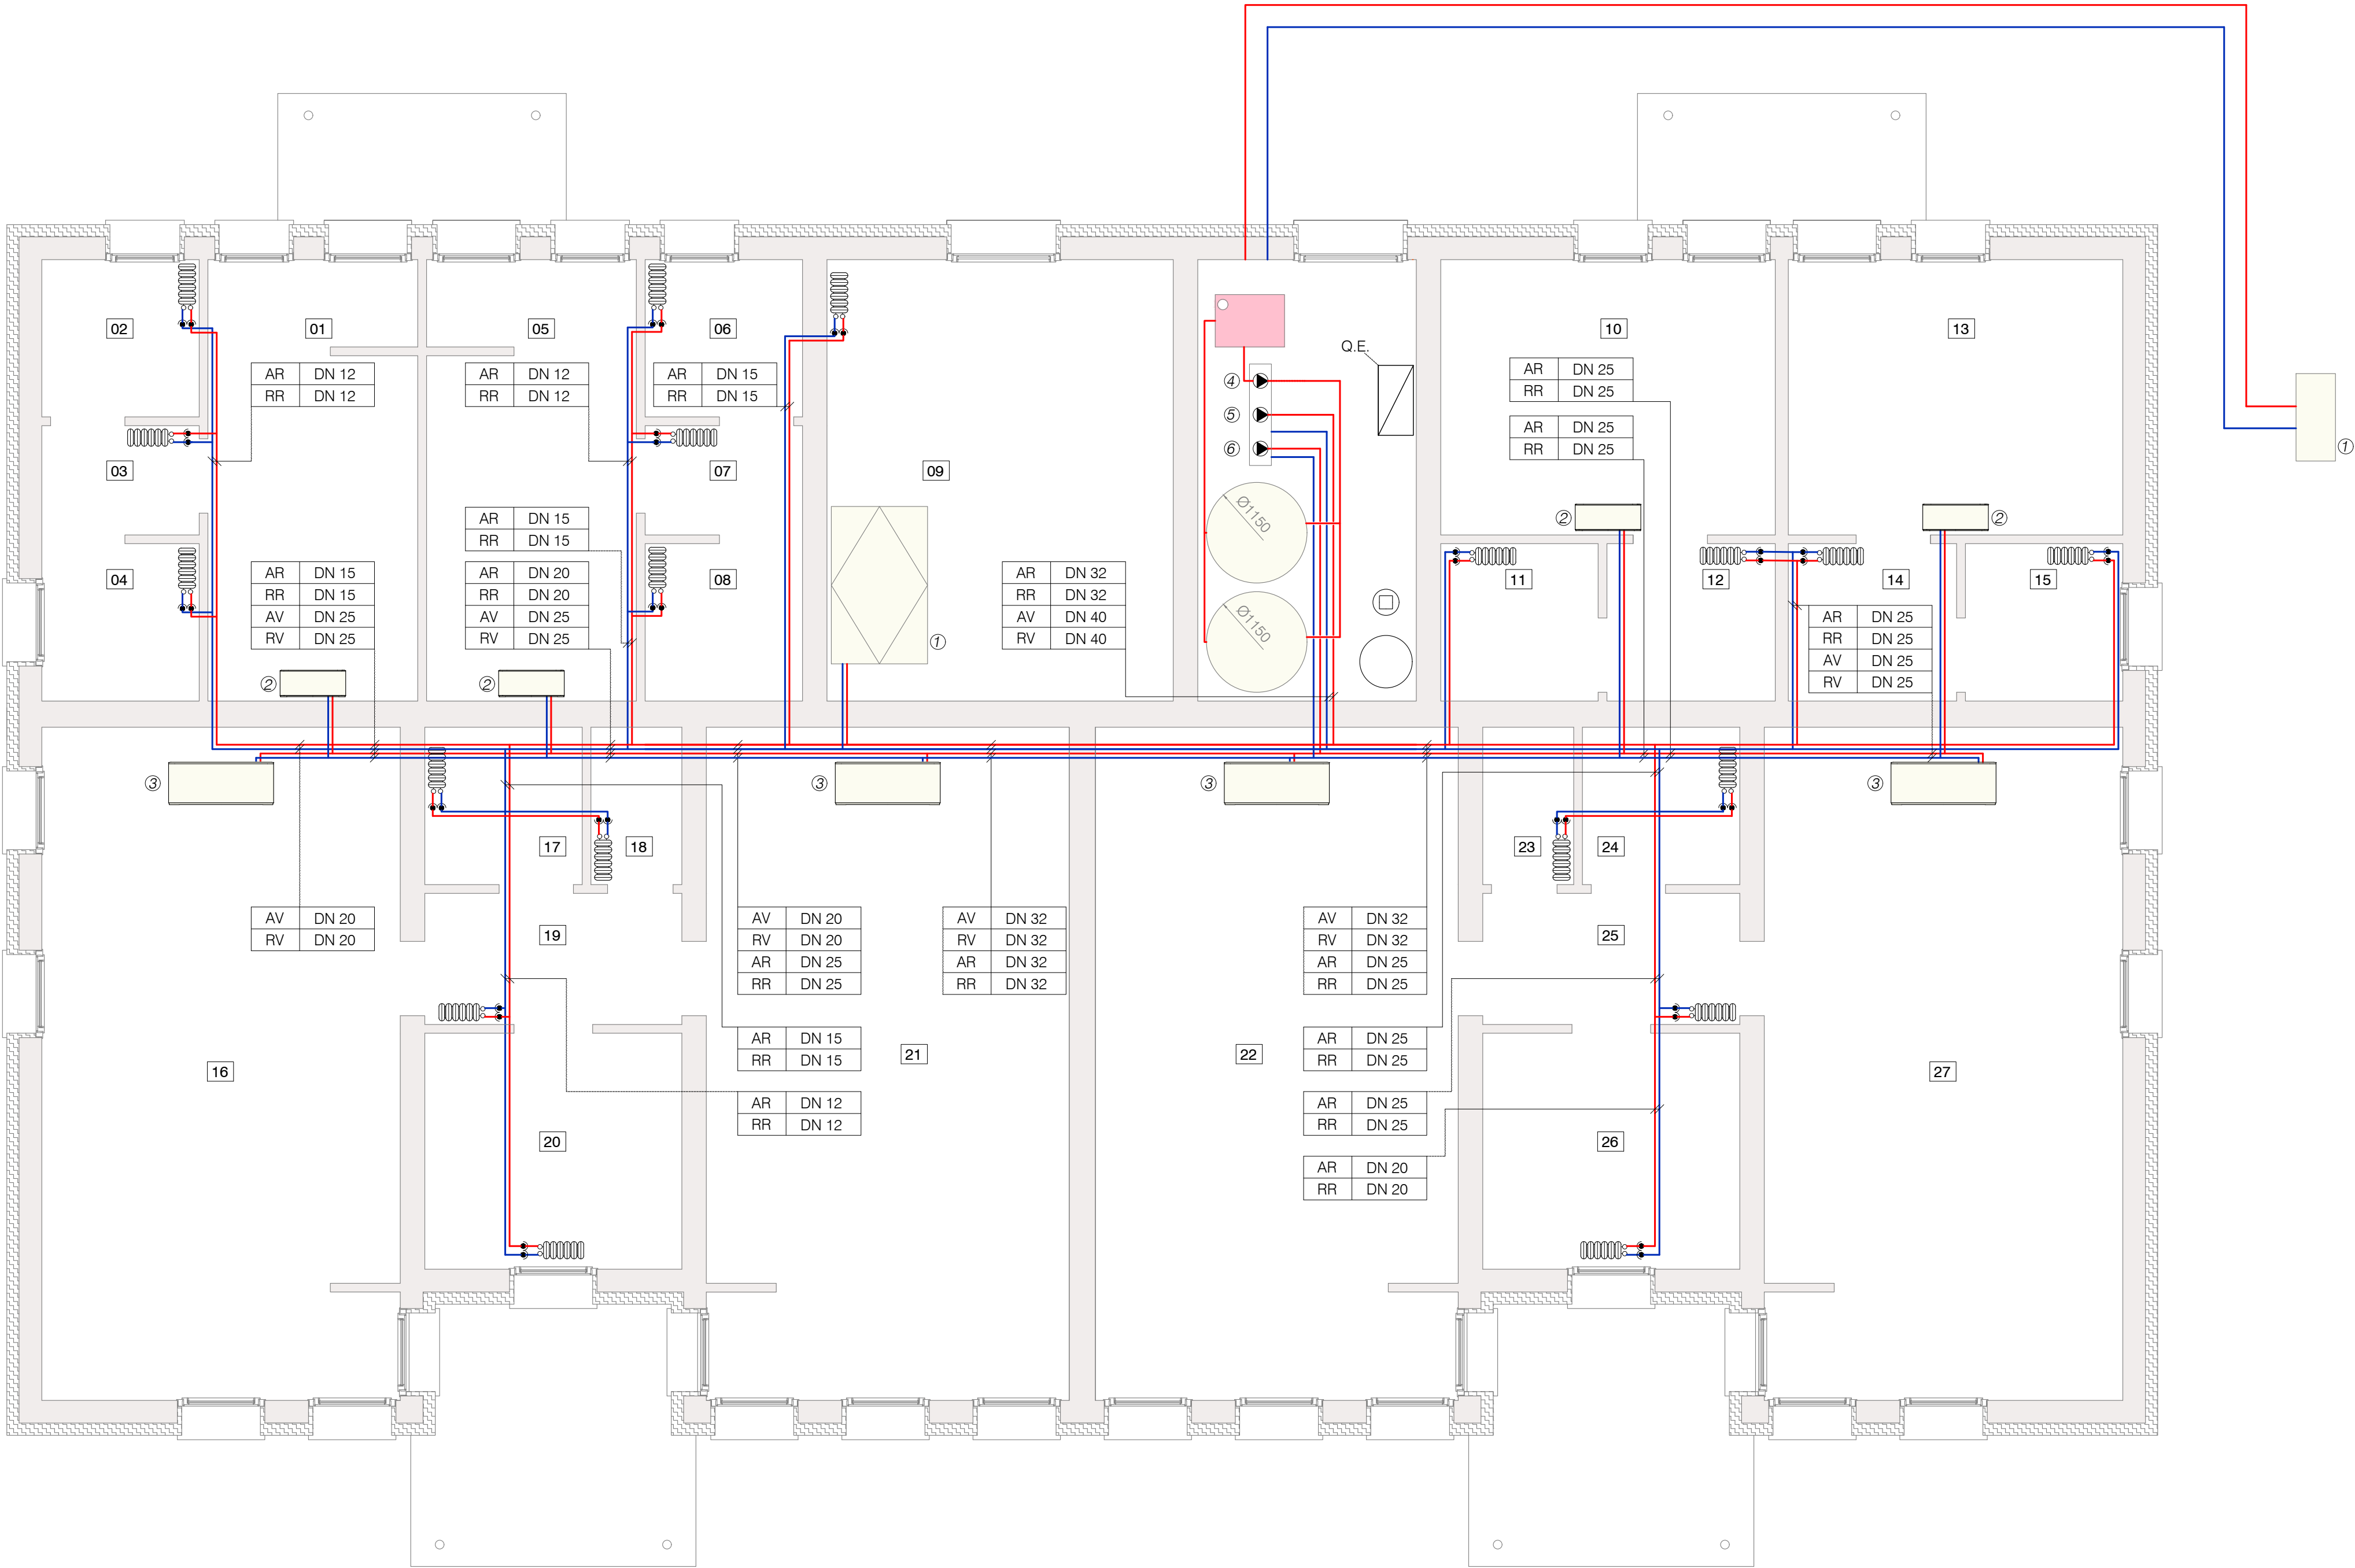 02
01
05
06
10
13
AR DN 12
RR DN 12
AR DN 12
RR DN 12
AR DN 15
RR DN 15
Q.E.
4
5
6
AR DN 25
RR DN 25
AR DN 25
RR DN 25
1
03
07
09
AR DN 15
RR DN 15
Ø1150
2
2
04
AR DN 15
RR DN 15
AV DN 25
RV DN 25
AR DN 20
RR DN 20
AV DN 25
RV DN 25
08
AR DN 32
RR DN 32
AV DN 40
RV DN 40
11
12
14
15
1
Ø1150
AR DN 25
RR DN 25
AV DN 25
RV DN 25
2
2
3
3
3
3
17
18
23
24
AV DN 20
RV DN 20
19
AV DN 20
RV DN 20
AR DN 25
RR DN 25
AV DN 32
RV DN 32
AR DN 32
RR DN 32
AV DN 32
RV DN 32
AR DN 25
RR DN 25
25
16
AR DN 15
RR DN 15
21
22
AR DN 25
RR DN 25
27
AR DN 12
RR DN 12
AR DN 25
RR DN 25
20
26
AR DN 20
RR DN 20